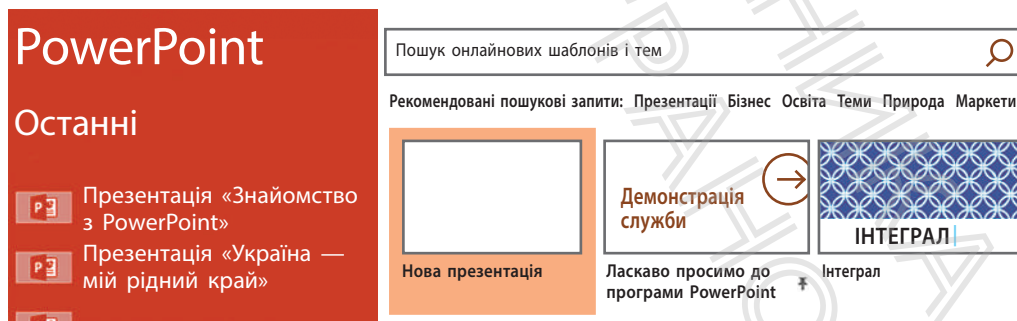 PowerPoint
Останні
Презентація «Знайомство
з PowerPoint»
Презентація «Україна —
мій рідний край»
Пошук онлайнових шаблонів і тем
Рекомендовані пошукові запити: Презентації Бізнес Освіта Теми Природа Маркети
Нова презентація
Демонстрація
служби
Ласкаво просимо до
програми PowerPoint
ІНТЕГРАЛ
Інтеграл